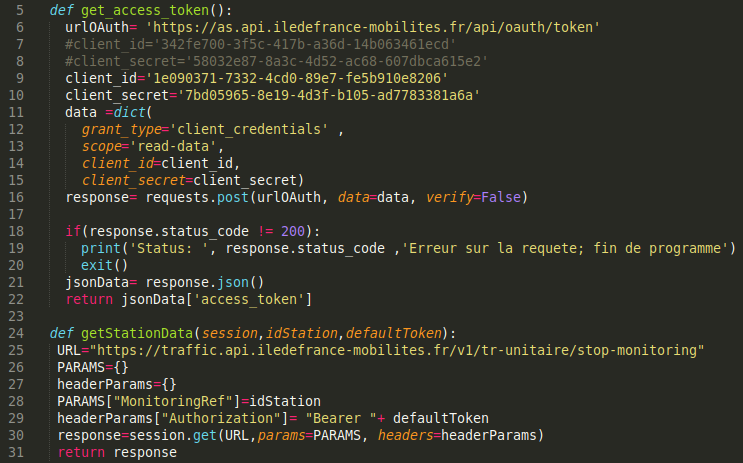 5 def get_access_token():
6 urlOAuth= 'https://as.api.iledefrance-mobilites.fr/api/oauth/token'
7 #client_id='342fe700-3f5c-417b-a36d-14b063461ecd'
8 #client_secret='58032e87-8a3c-4d52-ac68-607dbca615e2'
9 client_id='1e090371-7332-4cd0-89e7-fe5b910e8206'
10 client_secret='7bd05965-8e19-4d3f-b105-ad7783381a6a'
11 data =dict(
12 grant_type='client_credentials' ,
13 scope='read-data',
14 client_id=client_id,
15 client_secret=client_secret)
16 response= requests.post(urlOAuth, data=data, verify=False)
17
18 if(response.status_code != 200):
19 print('Status: ', response.status_code ,'Erreur sur la requete; fin de programme')
20 exit()
21 jsonData= response.json()
22 return jsonData['access_token']
23
24 def getStationData(session,idStation,defaultToken):
25 URL="https://traffic.api.iledefrance-mobilites.fr/v1/tr-unitaire/stop-monitoring"
26 PARAMS={}
27 headerParams={}
28 PARAMS["MonitoringRef"]=idStation
29 headerParams["Authorization"]= "Bearer "+ defaultToken
30 response=session.get(URL,params=PARAMS, headers=headerParams)
31 return response